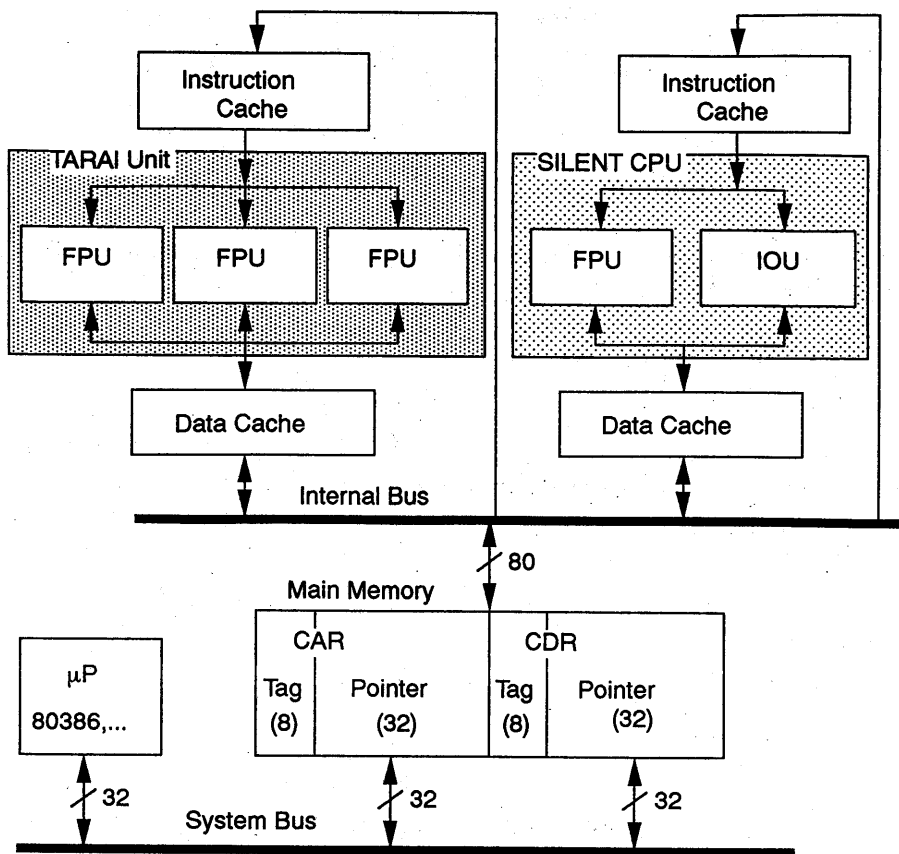 Instruction
Cache
Instruction
Cache
TARAI Unit
SILENT CPU
FPU
FPU
FPU
FPU
IOU
Data Cache
Data Cache
Internal Bus
80
Main Memory
CAR
CDR
µP
80386,...
Tag
(8)
Pointer
(32)
Tag
(8)
Pointer
(32)
32
32
32
System Bus